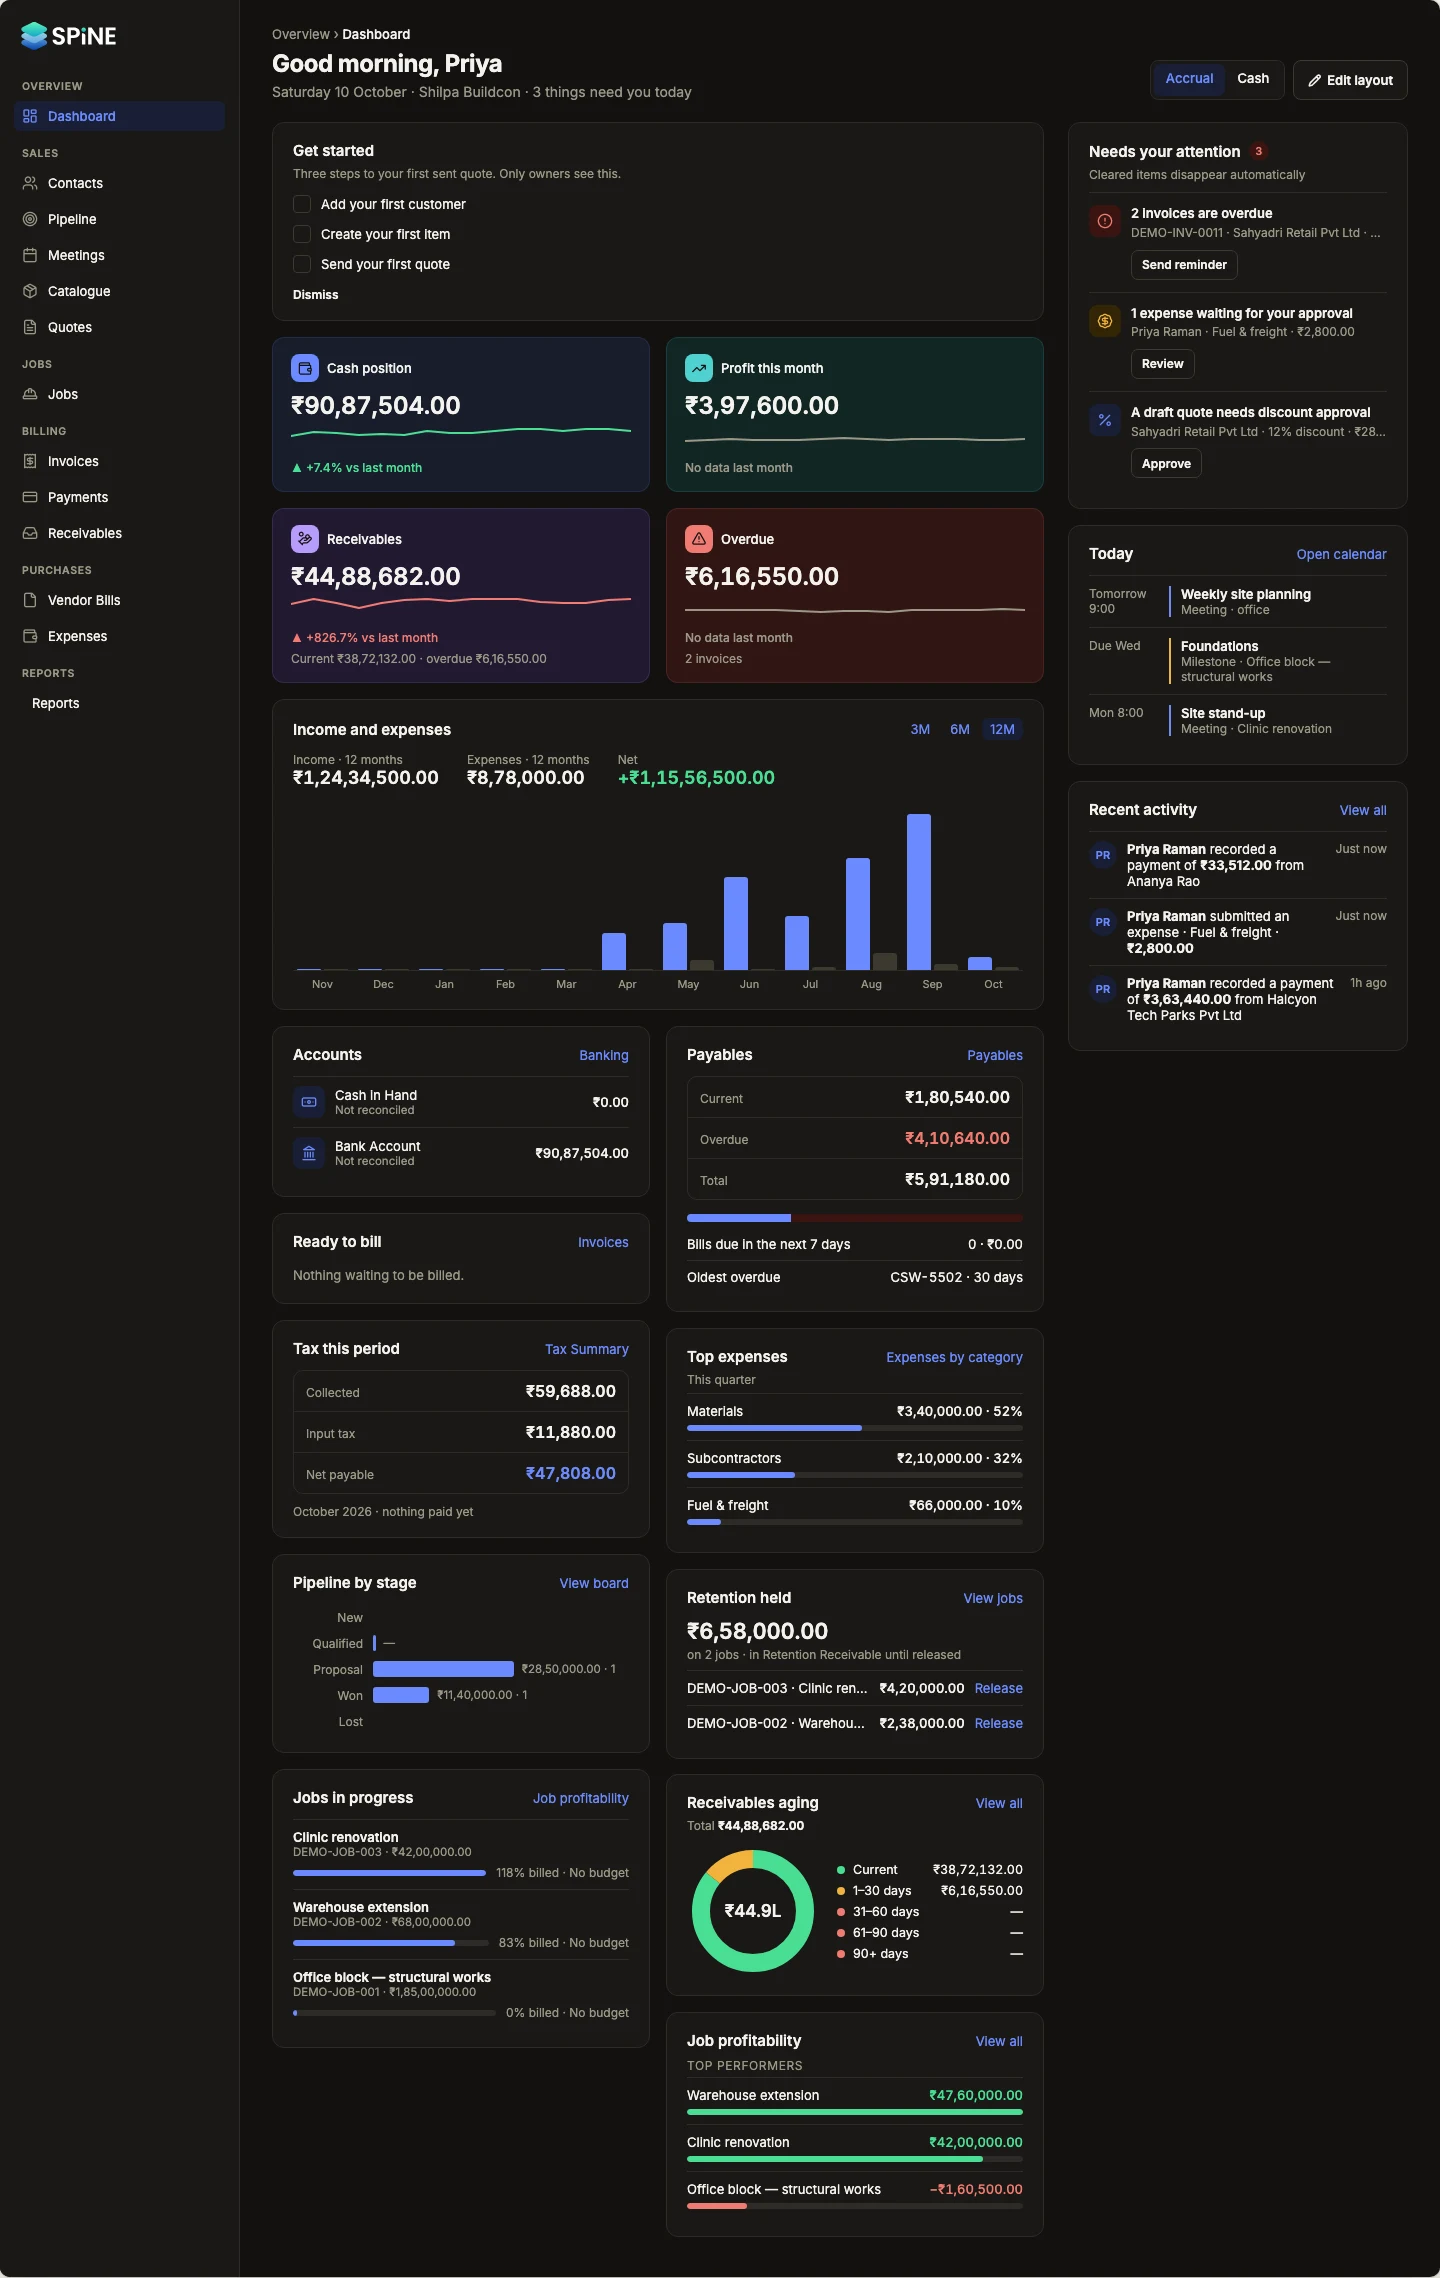 SPiNE
OVERVIEW
Dashboard
SALES
Contacts
Pipeline
Meetings
Catalogue
Quotes
JOBS
Jobs
BILLING
Invoices
Payments
Receivables
PURCHASES
Vendor Bills
Expenses
REPORTS
Reports
Overview › Dashboard
Good morning, Priya
Saturday 10 October · Shilpa Buildcon · 3 things need you today
Accrual
Cash
Edit layout
Get started
Three steps to your first sent quote. Only owners see this.
Add your first customer
Create your first item
Send your first quote
Dismiss
Cash position
₹90,87,504.00
▲ +7.4% vs last month
Profit this month
₹3,97,600.00
No data last month
Receivables
₹44,88,682.00
▲ +826.7% vs last month
Current ₹38,72,132.00 · overdue ₹6,16,550.00
Overdue
₹6,16,550.00
No data last month
2 invoices
Income and expenses
3M 6M 12M
Income · 12 months
₹1,24,34,500.00
Expenses · 12 months
₹8,78,000.00
Net
+₹1,15,56,500.00
Nov Dec Jan Feb Mar Apr May Jun Jul Aug Sep Oct
Accounts
Banking
Cash in Hand
Not reconciled
₹0.00
Bank Account
Not reconciled
₹90,87,504.00
Ready to bill
Invoices
Nothing waiting to be billed.
Tax this period
Tax Summary
Collected ₹59,688.00
Input tax ₹11,880.00
Net payable ₹47,808.00
October 2026 · nothing paid yet
Pipeline by stage
View board
New
Qualified —
Proposal ₹28,50,000.00 · 1
Won ₹11,40,000.00 · 1
Lost
Jobs in progress
Job profitability
Clinic renovation
DEMO-JOB-003 · ₹42,00,000.00
118% billed · No budget
Warehouse extension
DEMO-JOB-002 · ₹68,00,000.00
83% billed · No budget
Office block — structural works
DEMO-JOB-001 · ₹1,85,00,000.00
0% billed · No budget
Payables
Payables
Current ₹1,80,540.00
Overdue ₹4,10,640.00
Total ₹5,91,180.00
Bills due in the next 7 days 0 · ₹0.00
Oldest overdue CSW-5502 · 30 days
Top expenses
Expenses by category
This quarter
Materials ₹3,40,000.00 · 52%
Subcontractors ₹2,10,000.00 · 32%
Fuel & freight ₹66,000.00 · 10%
Retention held
View jobs
₹6,58,000.00
on 2 jobs · in Retention Receivable until released
DEMO-JOB-003 · Clinic ren... ₹4,20,000.00 Release
DEMO-JOB-002 · Warehou... ₹2,38,000.00 Release
Receivables aging
View all
Total ₹44,88,682.00
₹44.9L
Current ₹38,72,132.00
1–30 days ₹6,16,550.00
31–60 days —
61–90 days —
90+ days —
Job profitability
View all
TOP PERFORMERS
Warehouse extension ₹47,60,000.00
Clinic renovation ₹42,00,000.00
Office block — structural works −₹1,60,500.00
Needs your attention 3
Cleared items disappear automatically
2 invoices are overdue
DEMO-INV-0011 · Sahyadri Retail Pvt Ltd · ...
Send reminder
1 expense waiting for your approval
Priya Raman · Fuel & freight · ₹2,800.00
Review
A draft quote needs discount approval
Sahyadri Retail Pvt Ltd · 12% discount · ₹28...
Approve
Today
Open calendar
Tomorrow
9:00
Weekly site planning
Meeting · office
Due Wed
Foundations
Milestone · Office block —
structural works
Mon 8:00
Site stand-up
Meeting · Clinic renovation
Recent activity
View all
PR
Priya Raman recorded a
payment of ₹33,512.00 from
Ananya Rao
Just now
PR
Priya Raman submitted an
expense · Fuel & freight ·
₹2,800.00
Just now
PR
Priya Raman recorded a payment
of ₹3,63,440.00 from Halcyon
Tech Parks Pvt Ltd
1h ago